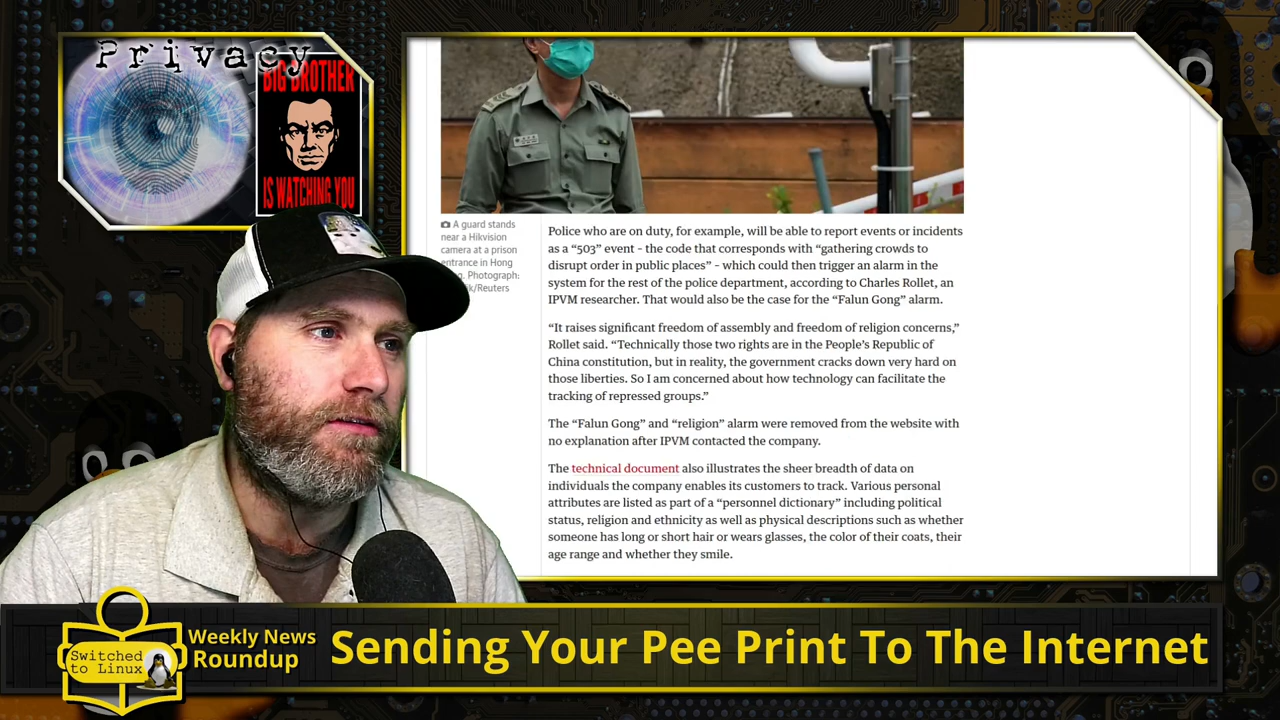 Privacy
BIG BROTHER
IS WATCHING YOU
A guard stands
near a Hikvision
camera at a prison
entrance in Hong
Photograph:
/Reuters
Police who are on duty, for example, will be able to report events or incidents
as a “503” event – the code that corresponds with “gathering crowds to
disrupt order in public places” – which could then trigger an alarm in the
system for the rest of the police department, according to Charles Rollet, an
IPVM researcher. That would also be the case for the “Falun Gong” alarm.
“It raises significant freedom of assembly and freedom of religion concerns,”
Rollet said. “Technically those two rights are in the People’s Republic of
China constitution, but in reality, the government cracks down very hard on
those liberties. So I am concerned about how technology can facilitate the
tracking of repressed groups.”
The “Falun Gong” and “religion” alarm were removed from the website with
no explanation after IPVM contacted the company.
The technical document also illustrates the sheer breadth of data on
individuals the company enables its customers to track. Various personal
attributes are listed as part of a “personnel dictionary” including political
status, religion and ethnicity as well as physical descriptions such as whether
someone has long or short hair or wears glasses, the color of their coats, their
age range and whether they smile.
Switched
to Linux
Weekly News
Roundup
Sending Your Pee Print To The Internet